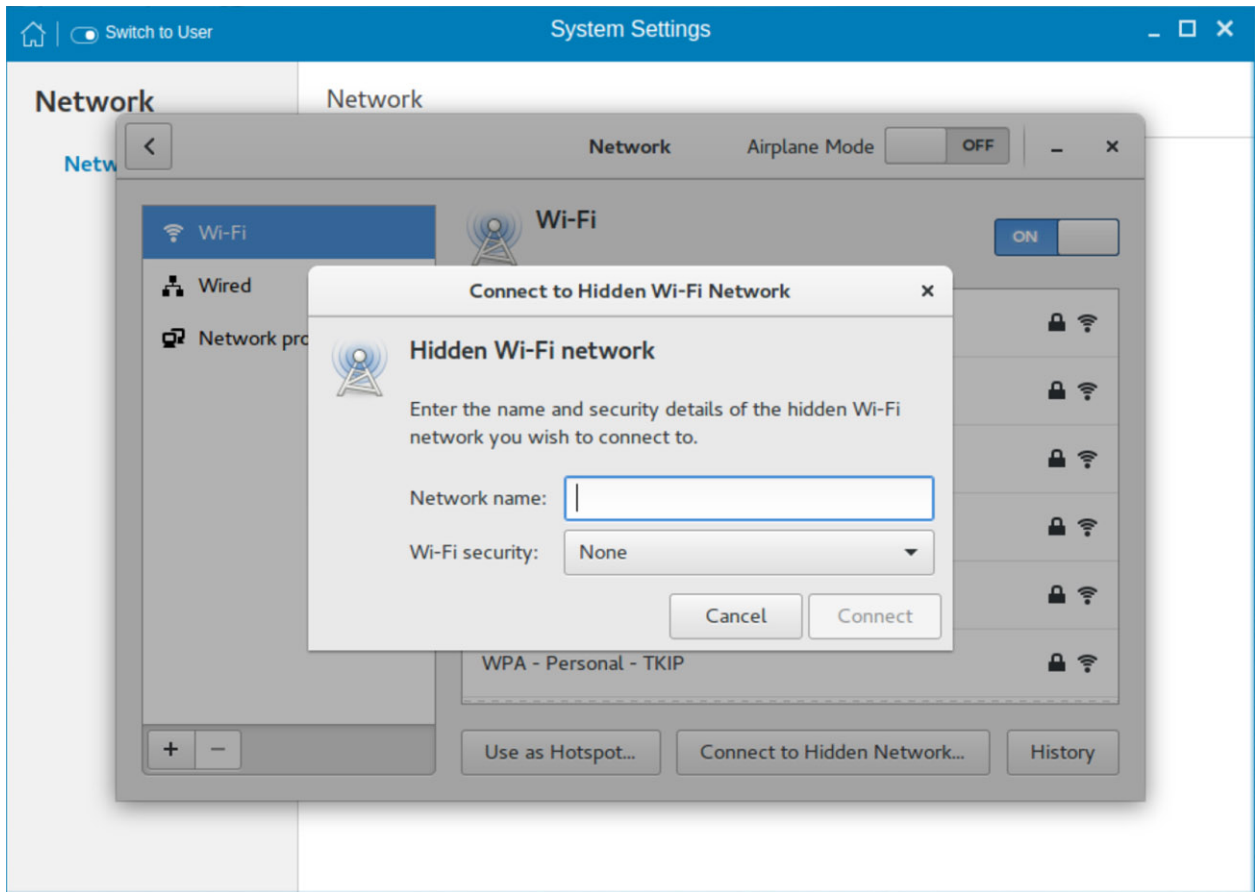 Switch to User
System Settings
Network
Network
Netw
Network
Airplane Mode
OFF
Wi-Fi
Wired
Network pro
Wi-Fi
ON
Connect to Hidden Wi-Fi Network
Hidden Wi-Fi network
Enter the name and security details of the hidden Wi-Fi
network you wish to connect to.
Network name:
Wi-Fi security:
None
Cancel
Connect
WPA - Personal - TKIP
Use as Hotspot...
Connect to Hidden Network...
History